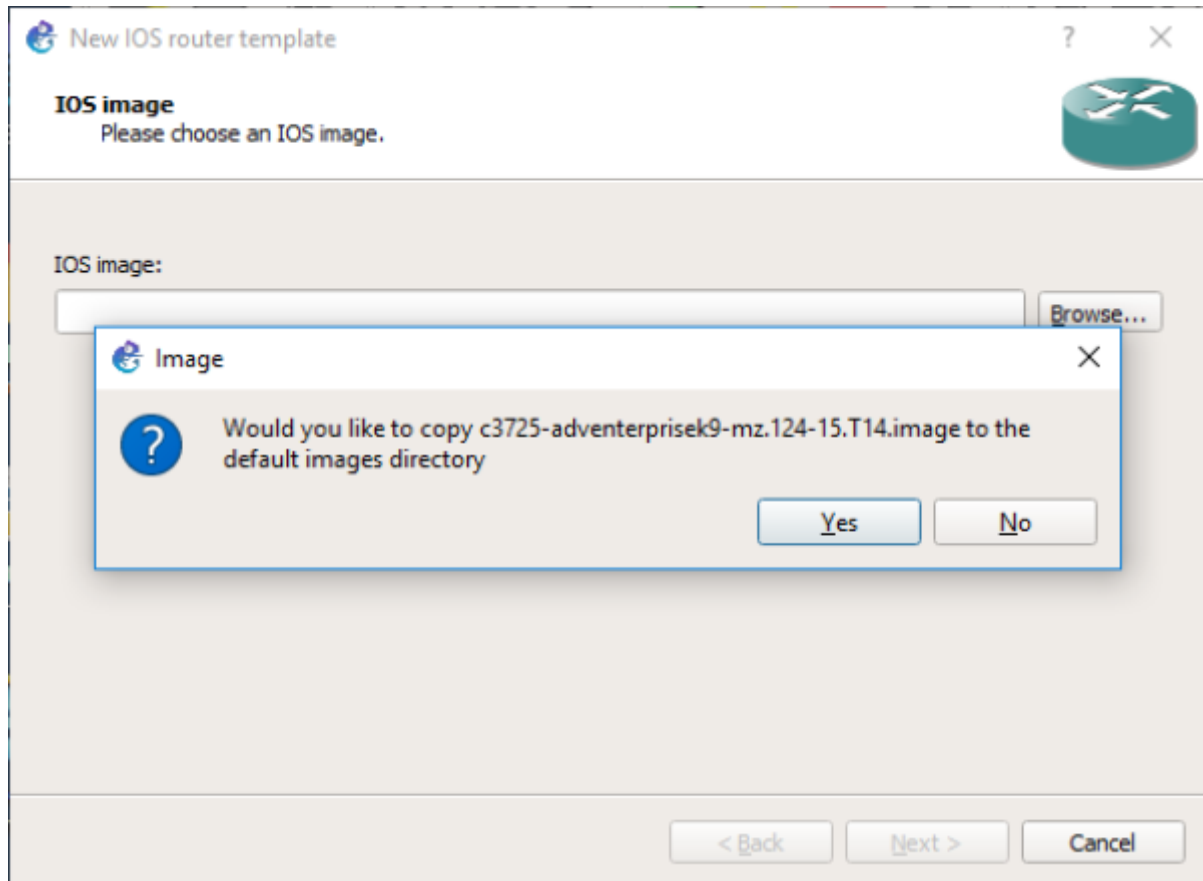 New IOS router template
?
IOS image
Please choose an IOS image.
IOS image:
Browse...
Image
Would you like to copy c3725-adventerprisek9-mz.124-15.T14.image to the
default images directory
Yes
No
< Back
Next >
Cancel